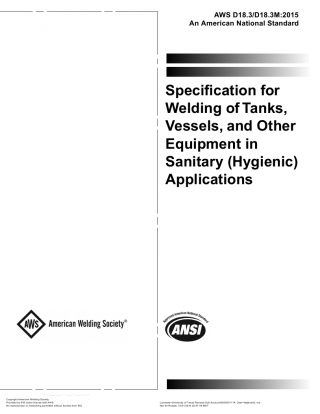 AWS D18.3/D18.3M:2015
An American National Standard
Specification for
Welding of Tanks,
Vessels, and Other
Equipment in
Sanitary (Hygienic)
Applications
AWS American Welding Society®
ANSI